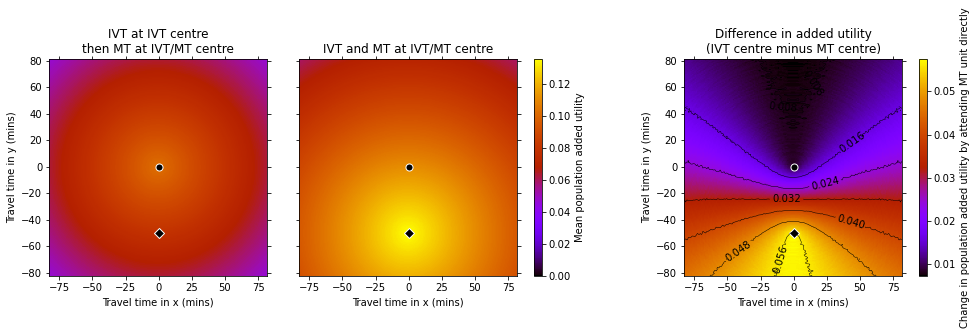 IVT at IVT centre
then MT at IVT/MT centre
80
60
40
20
0
−20
−40
−60
−80
−75 −50 −25 0 25 50 75
Travel time in y (mins)
Travel time in x (mins)
IVT and MT at IVT/MT centre
−75 −50 −25 0 25 50 75
Travel time in x (mins)
0.12
0.10
0.08
0.06
0.04
0.02
0.00
Mean population added utility
Difference in added utility
(IVT centre minus MT centre)
80
60
40
20
0
−20
−40
−60
−80
0.016
0.024
0.032
0.040
0.048
0.056
−75 −50 −25 0 25 50 75
Travel time in y (mins)
Travel time in x (mins)
0.05
0.04
0.03
0.02
0.01
Change in population added utility by attending MT unit directly